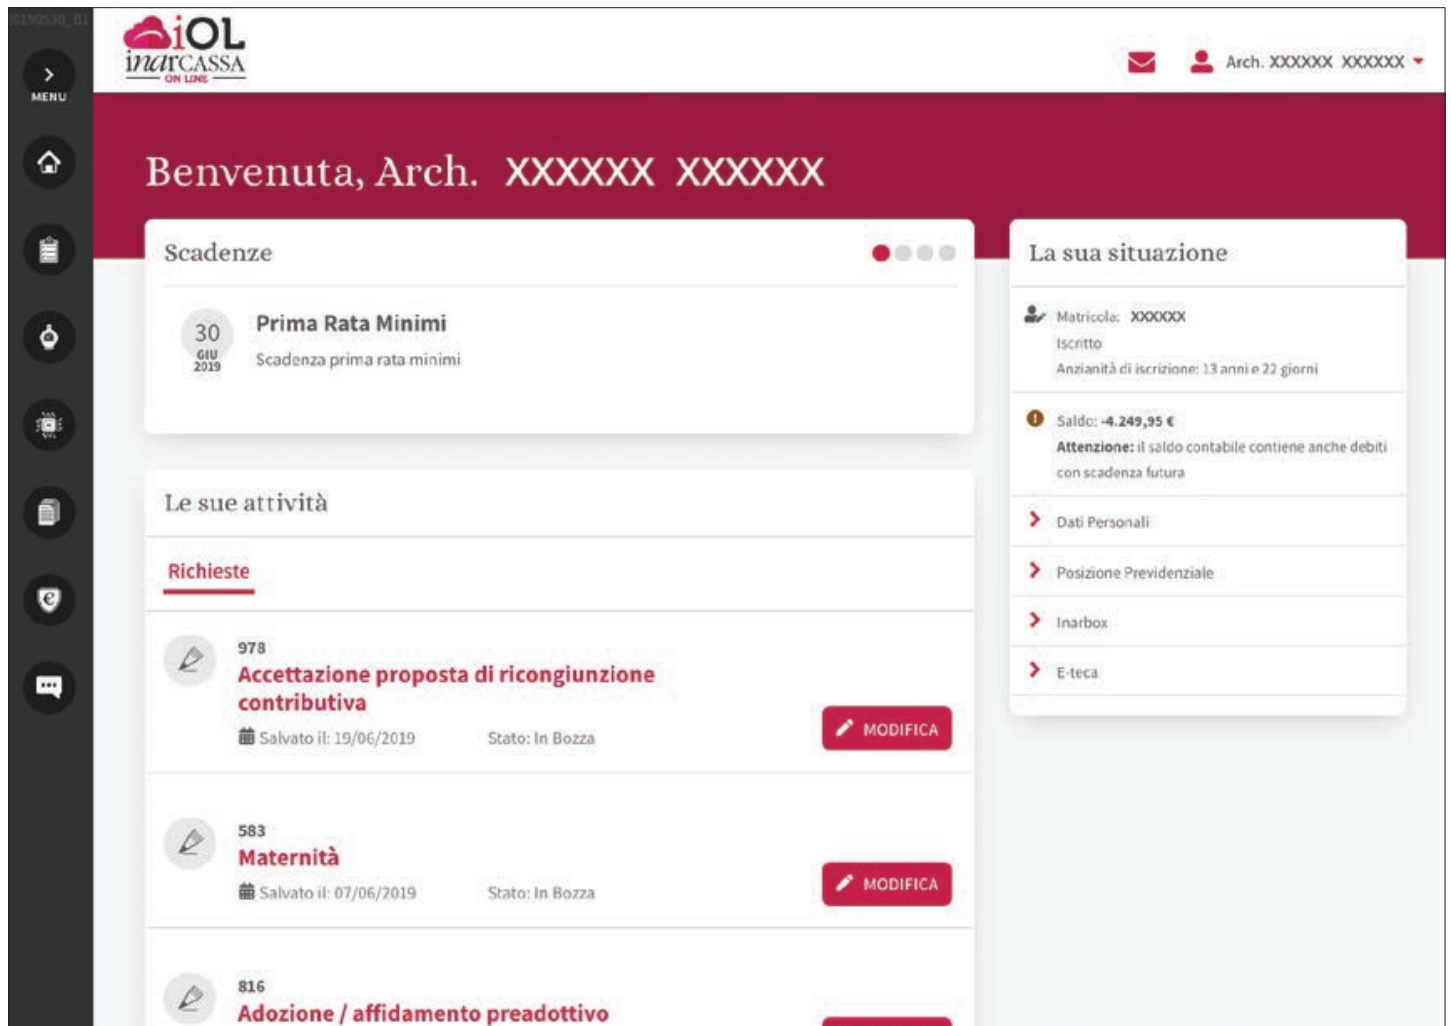 20190530_01
MENU
iOL
inarCASSA
ON LINE
Arch. XXXXXX XXXXXX
Benvenuta, Arch. XXXXXX XXXXXX
Scadenze
30
GIU
2019
Prima Rata Minimi
Scadenza prima rata minimi
Le sue attività
Richieste
978
Accettazione proposta di ricongiunzione
contributiva
Salvato il: 19/06/2019 Stato: In Bozza
MODIFICA
583
Maternità
Salvato il: 07/06/2019 Stato: In Bozza
MODIFICA
816
Adozione / affidamento preadottivo
La sua situazione
Matricola: XXXXXX
Iscritto
Anzianità di iscrizione: 13 anni e 22 giorni
Saldo: -4.249,95 €
Attenzione: il saldo contabile contiene anche debiti
con scadenza futura
Dati Personali
Posizione Previdenziale
Inarbox
E-teca